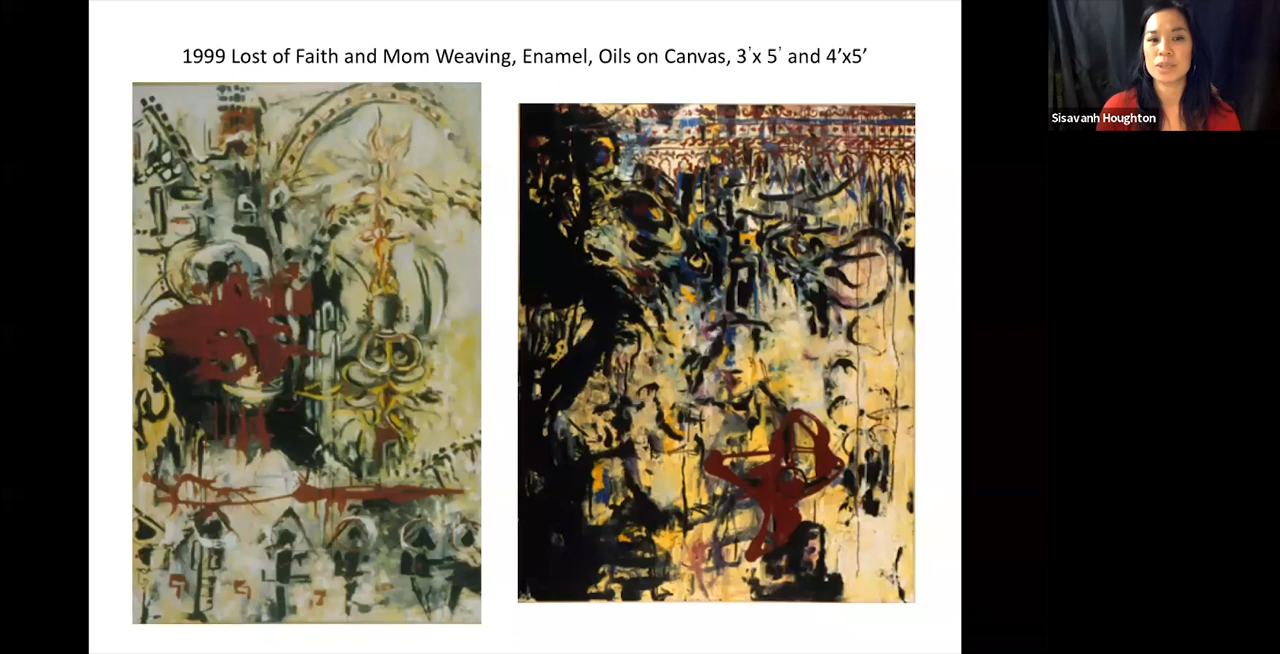 1999 Lost of Faith and Mom Weaving, Enamel, Oils on Canvas, 3’x 5’ and 4’x5’
Sisavanh Houghton